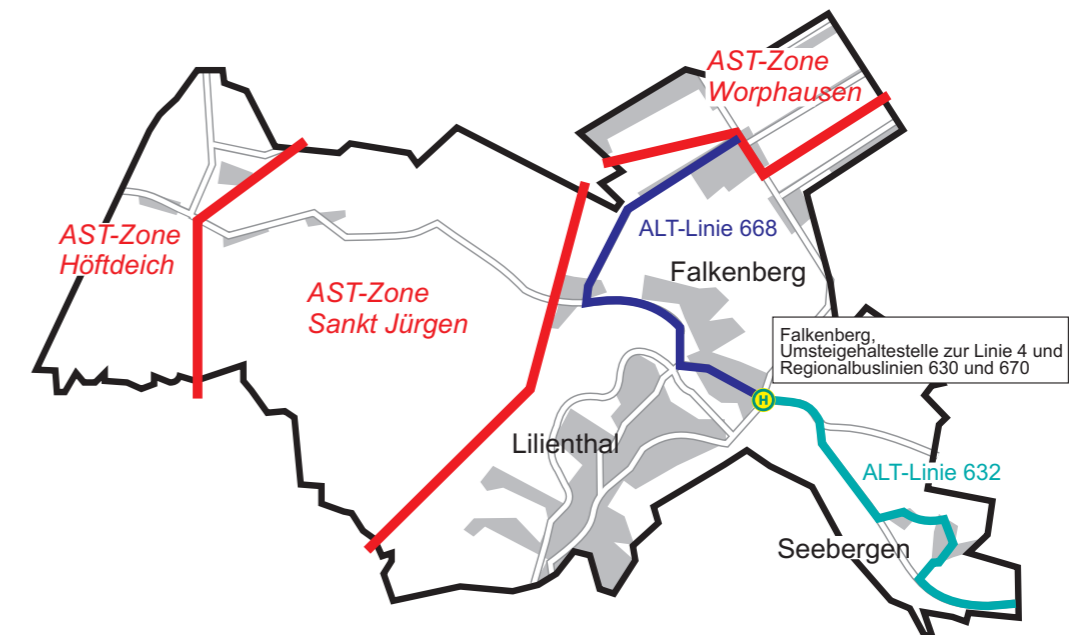 AST-Zone
Worphausen
AST-Zone
Höftdeich
ALT-Linie 668
Falkenberg
AST-Zone
Sankt Jürgen
Falkenberg,
Umsteigehaltestelle zur Linie 4 und
Regionalbuslinien 630 und 670
H
Lilienthal
ALT-Linie 632
Seebergen